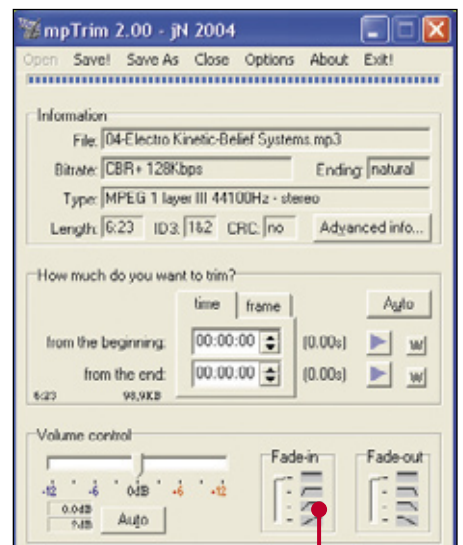 mpTrim 2.00 - jN 2004
Open Save! Save As Close Options About Exit!
Information
File: 04-Electro Kinetic-Belief Systems.mp3
Bitrate: CBR+ 128Kbps Ending: natural
Type: MPEG 1 layer III 44100Hz - stereo
Length: 6:23 ID3: 1&2 CRC: no Advanced info...
How much do you want to trim?
time frame Auto
from the beginning: 00:00:00 (0.00s) w
from the end: 00:00:00 (0.00s) w
6:23 98,9KB
Volume control Fade-in Fade-out
-12 -6 0dB +6 +12
0.0dB
?dB Auto